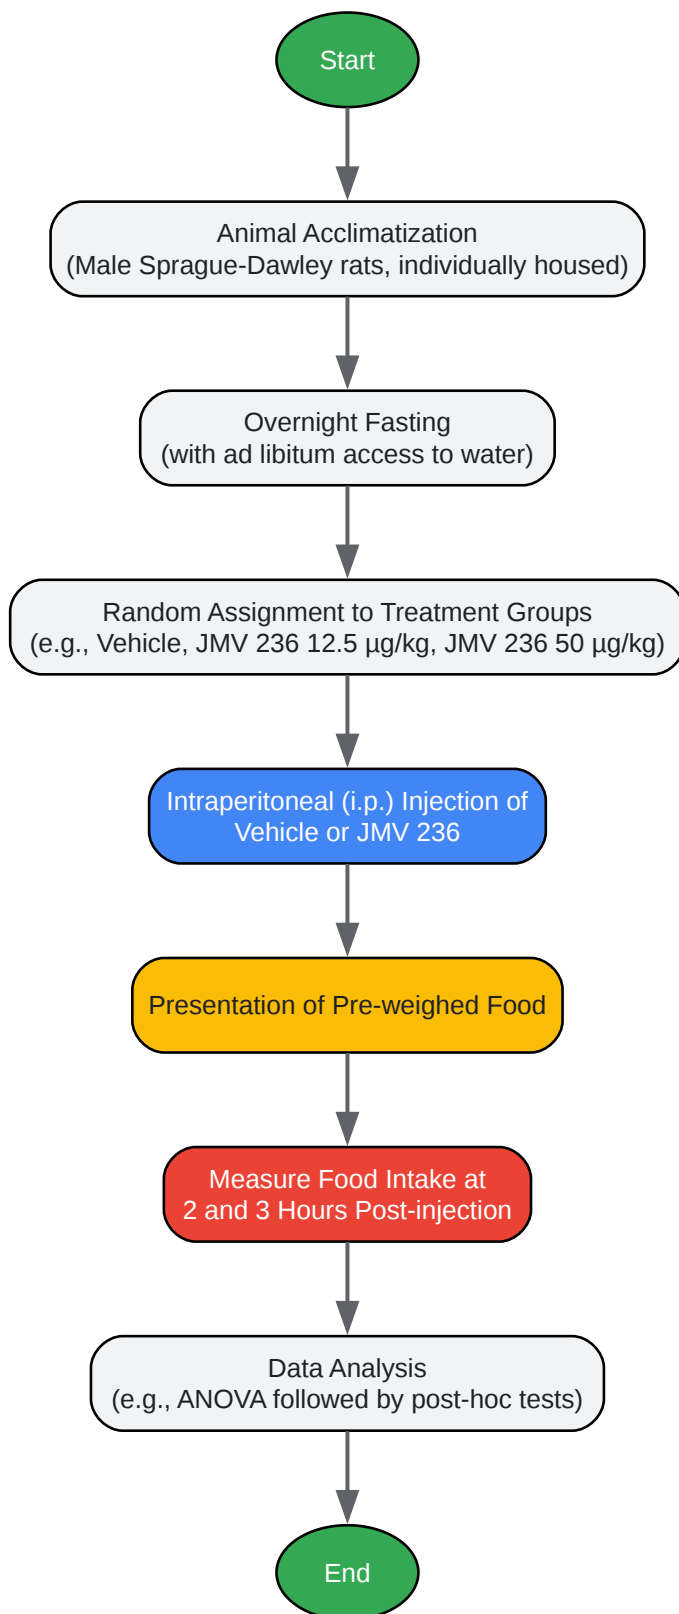 Start
Animal Acclimatization
(Male Sprague-Dawley rats, individually housed)
Overnight Fasting
(with ad libitum access to water)
Random Assignment to Treatment Groups
(e.g., Vehicle, JMV 236 12.5 µg/kg, JMV 236 50 µg/kg)
Intraperitoneal (i.p.) Injection of
Vehicle or JMV 236
Presentation of Pre-weighed Food
Measure Food Intake at
2 and 3 Hours Post-injection
Data Analysis
(e.g., ANOVA followed by post-hoc tests)
End